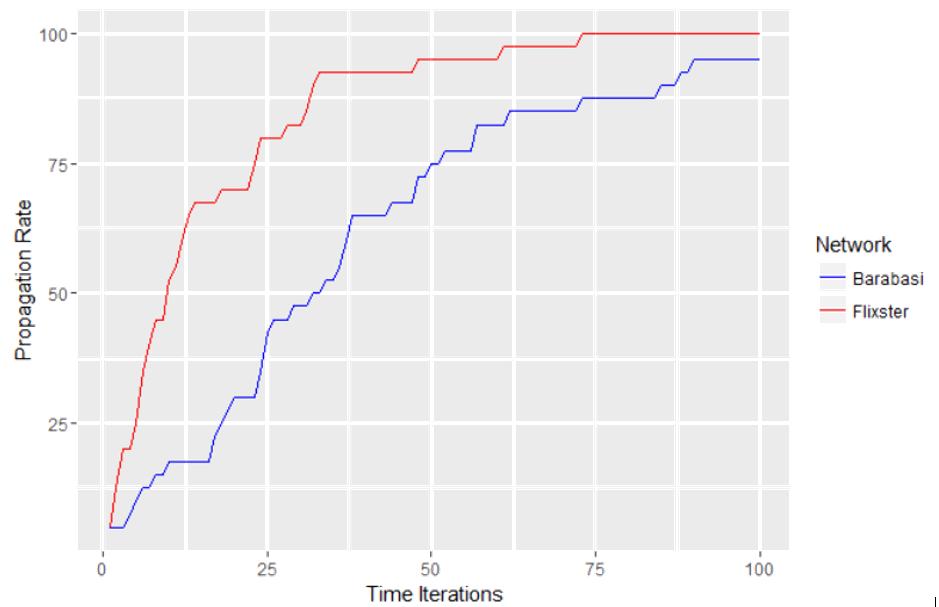 100
75
50
25
Propagation Rate
0 25 50 75 100
Time Iterations
Network
Barabasi
Flixster